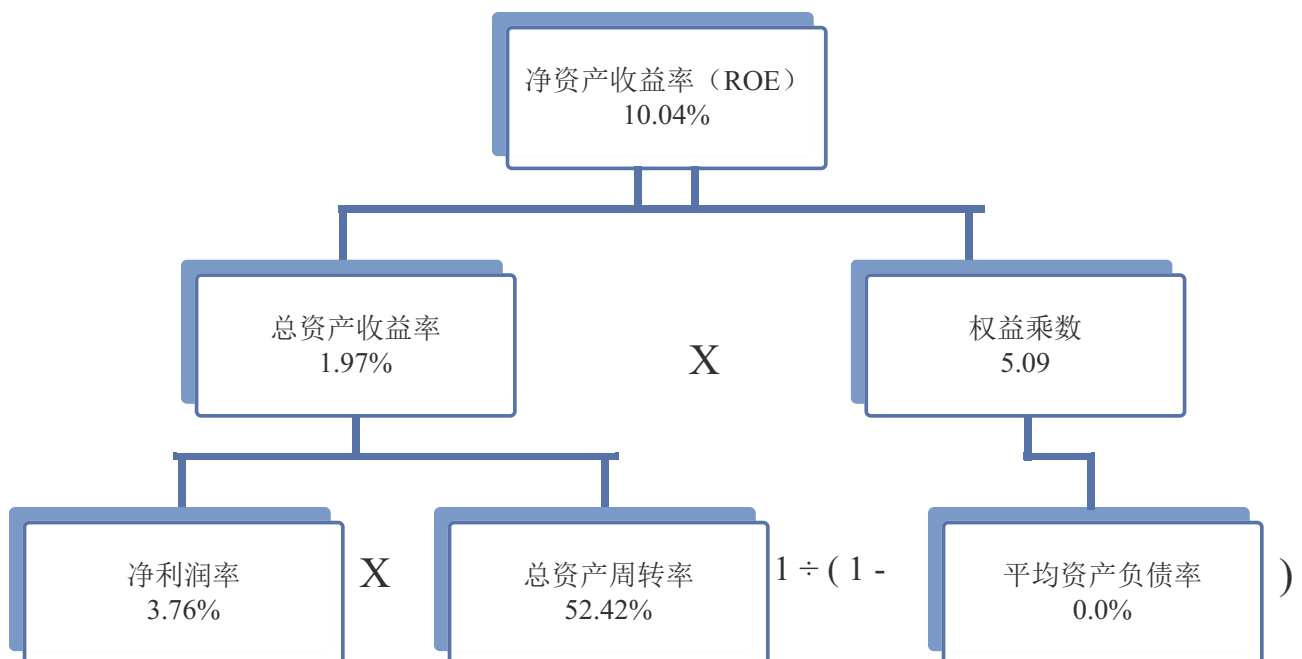 净资产收益率（ROE）
10.04%
总资产收益率
1.97%
X
权益乘数
5.09
净利润率
3.76%
X
总资产周转率
52.42%
1 ÷ ( 1 -
平均资产负债率
0.0%
)